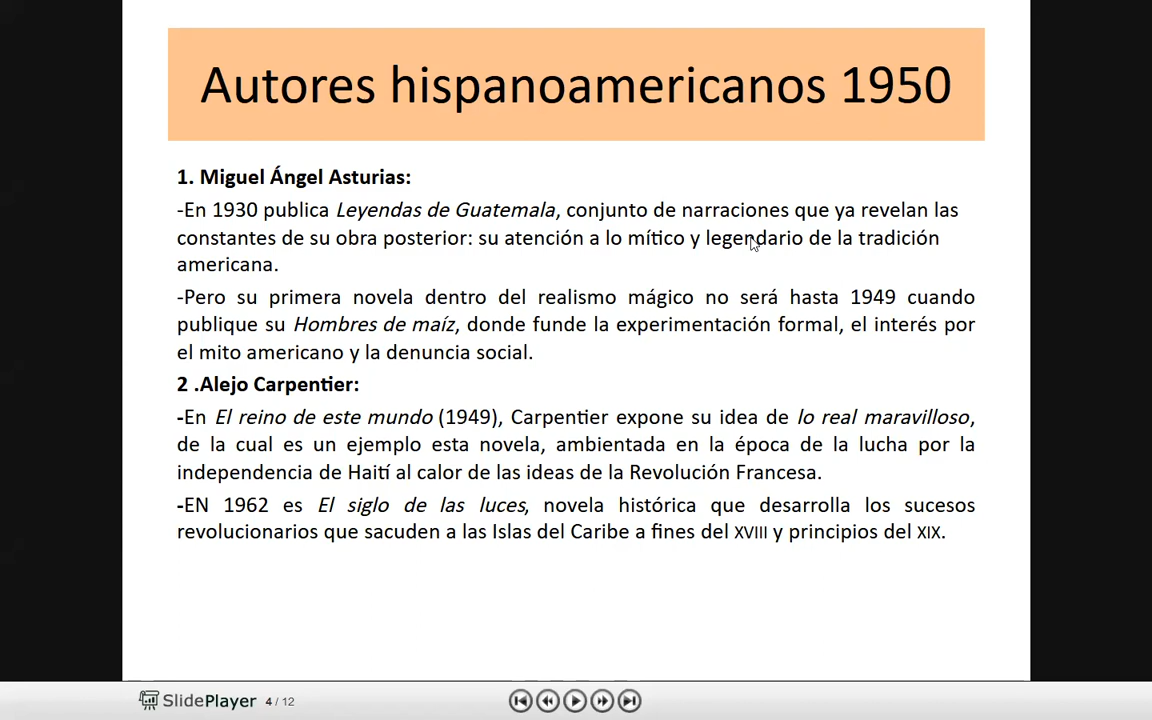 Autores hispanoamericanos 1950
1. Miguel Ángel Asturias:
-En 1930 publica Leyendas de Guatemala, conjunto de narraciones que ya revelan las
constantes de su obra posterior: su atención a lo mítico y legendario de la tradición
americana.
-Pero su primera novela dentro del realismo mágico no será hasta 1949 cuando
publique su Hombres de maíz, donde funde la experimentación formal, el interés por
el mito americano y la denuncia social.
2 .Alejo Carpentier:
-En El reino de este mundo (1949), Carpentier expone su idea de lo real maravilloso,
de la cual es un ejemplo esta novela, ambientada en la época de la lucha por la
independencia de Haití al calor de las ideas de la Revolución Francesa.
-EN 1962 es El siglo de las luces, novela histórica que desarrolla los sucesos
revolucionarios que sacuden a las Islas del Caribe a fines del XVIII y principios del XIX.
SlidePlayer 4 / 12